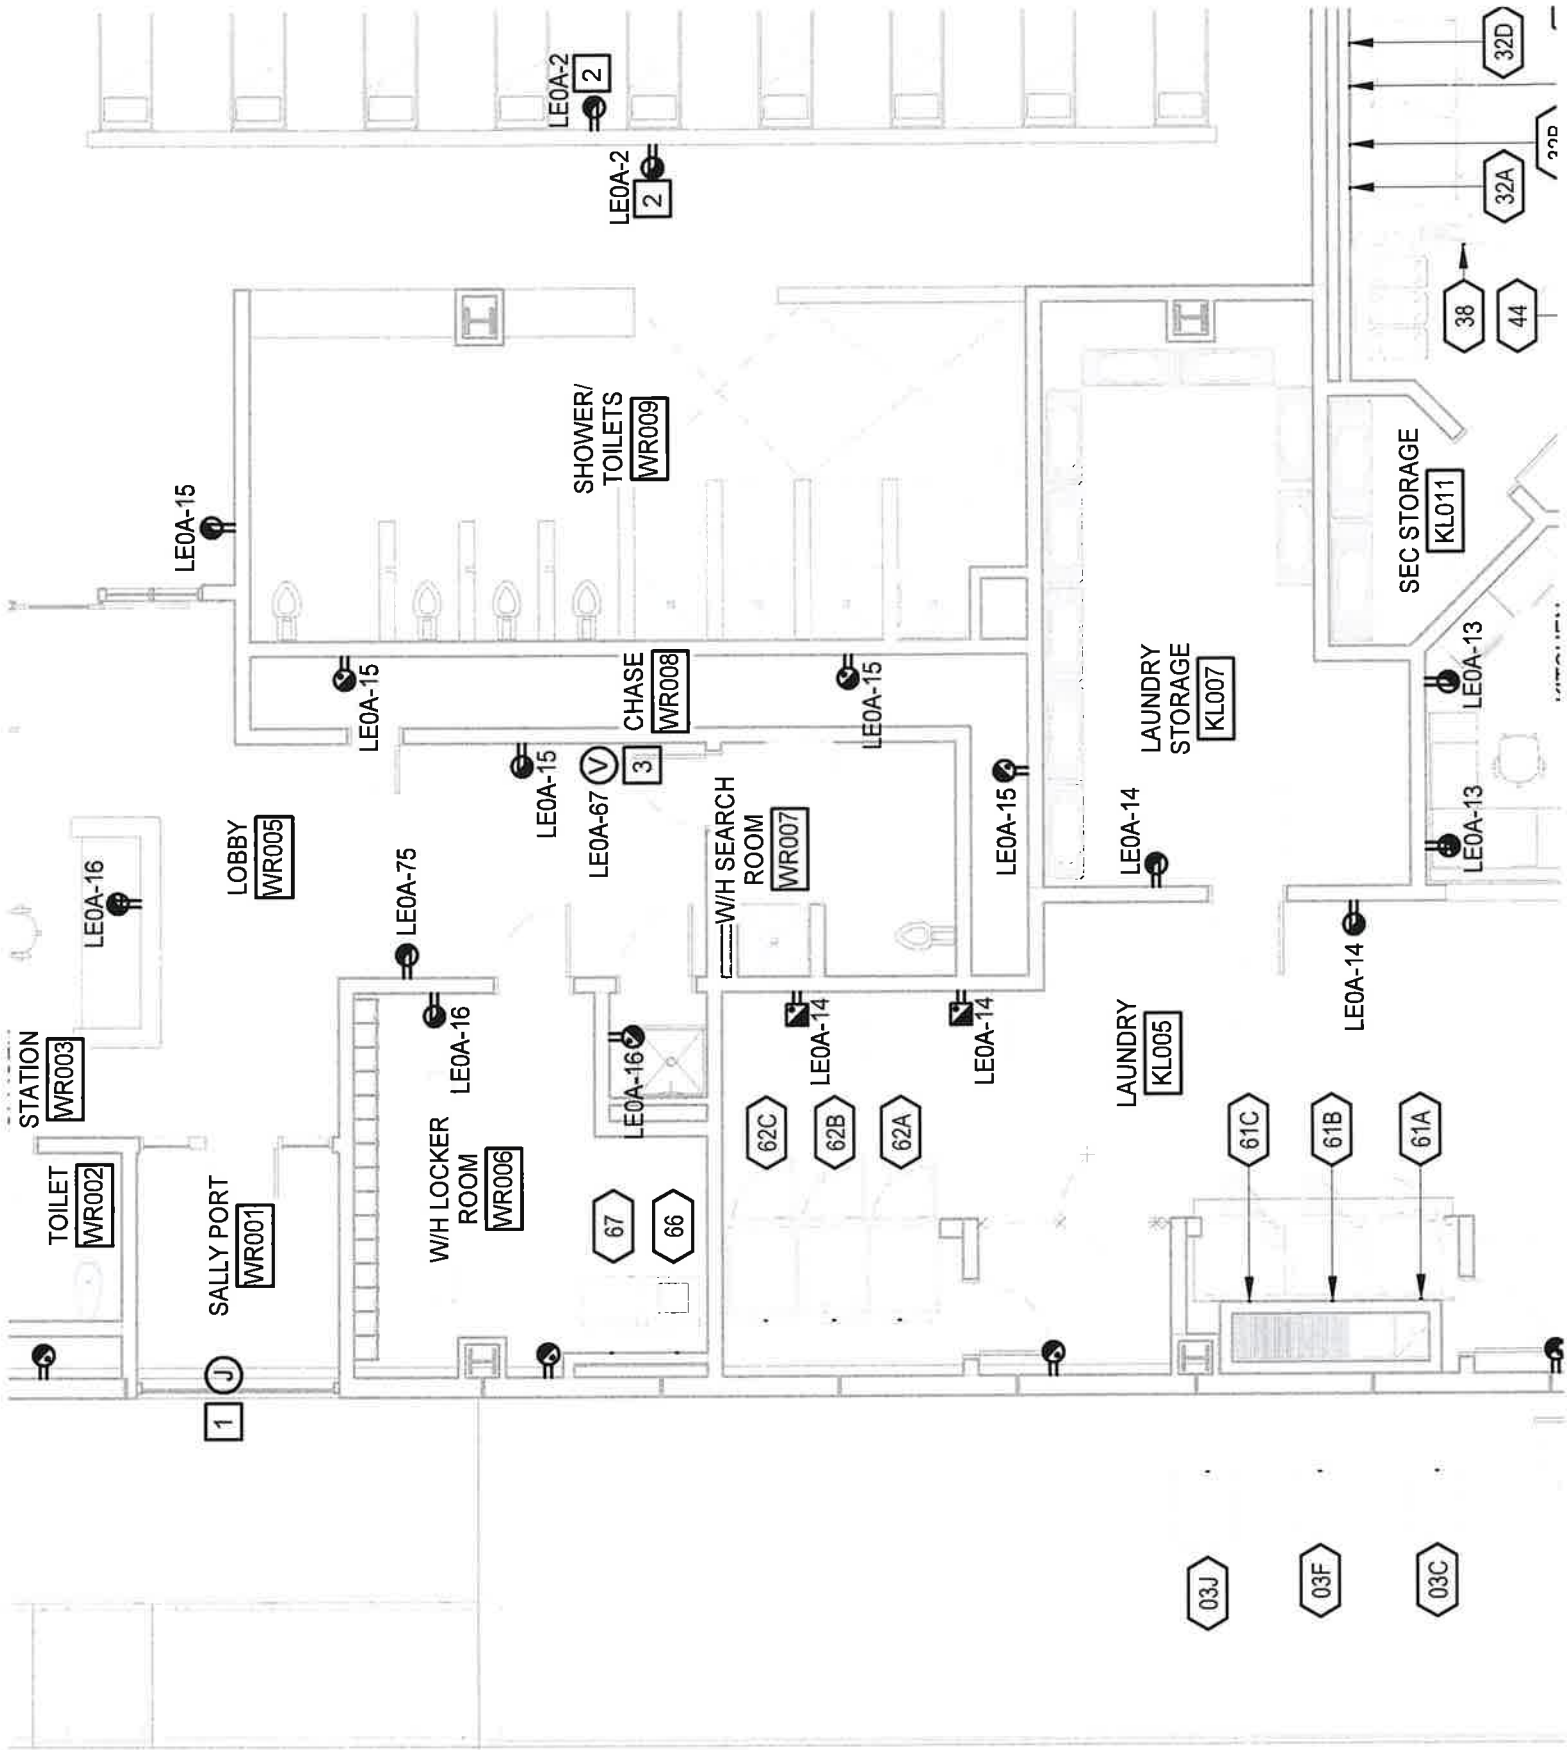 LE0A-2
2
LE0A-2
2
32D
32A
38
44
SHOWER/
TOILETS
WR009
LE0A-15
SEC STORAGE
KL011
LE0A-15
CHASE
WR008
LE0A-15
LAUNDRY
STORAGE
KL007
LE0A-13
LE0A-15
LE0A-67
V
3
LE0A-13
LOBBY
WR005
LE0A-16
LE0A-75
W/H SEARCH
ROOM
WR007
LE0A-15
LE0A-14
STATION
WR003
LE0A-16
LE0A-16
LE0A-14
LE0A-14
LE0A-14
LAUNDRY
KL005
TOILET
WR002
SALLY PORT
WR001
W/H LOCKER
ROOM
WR006
67
66
62C
62B
62A
61C
61B
61A
J
1
03J
03F
03C